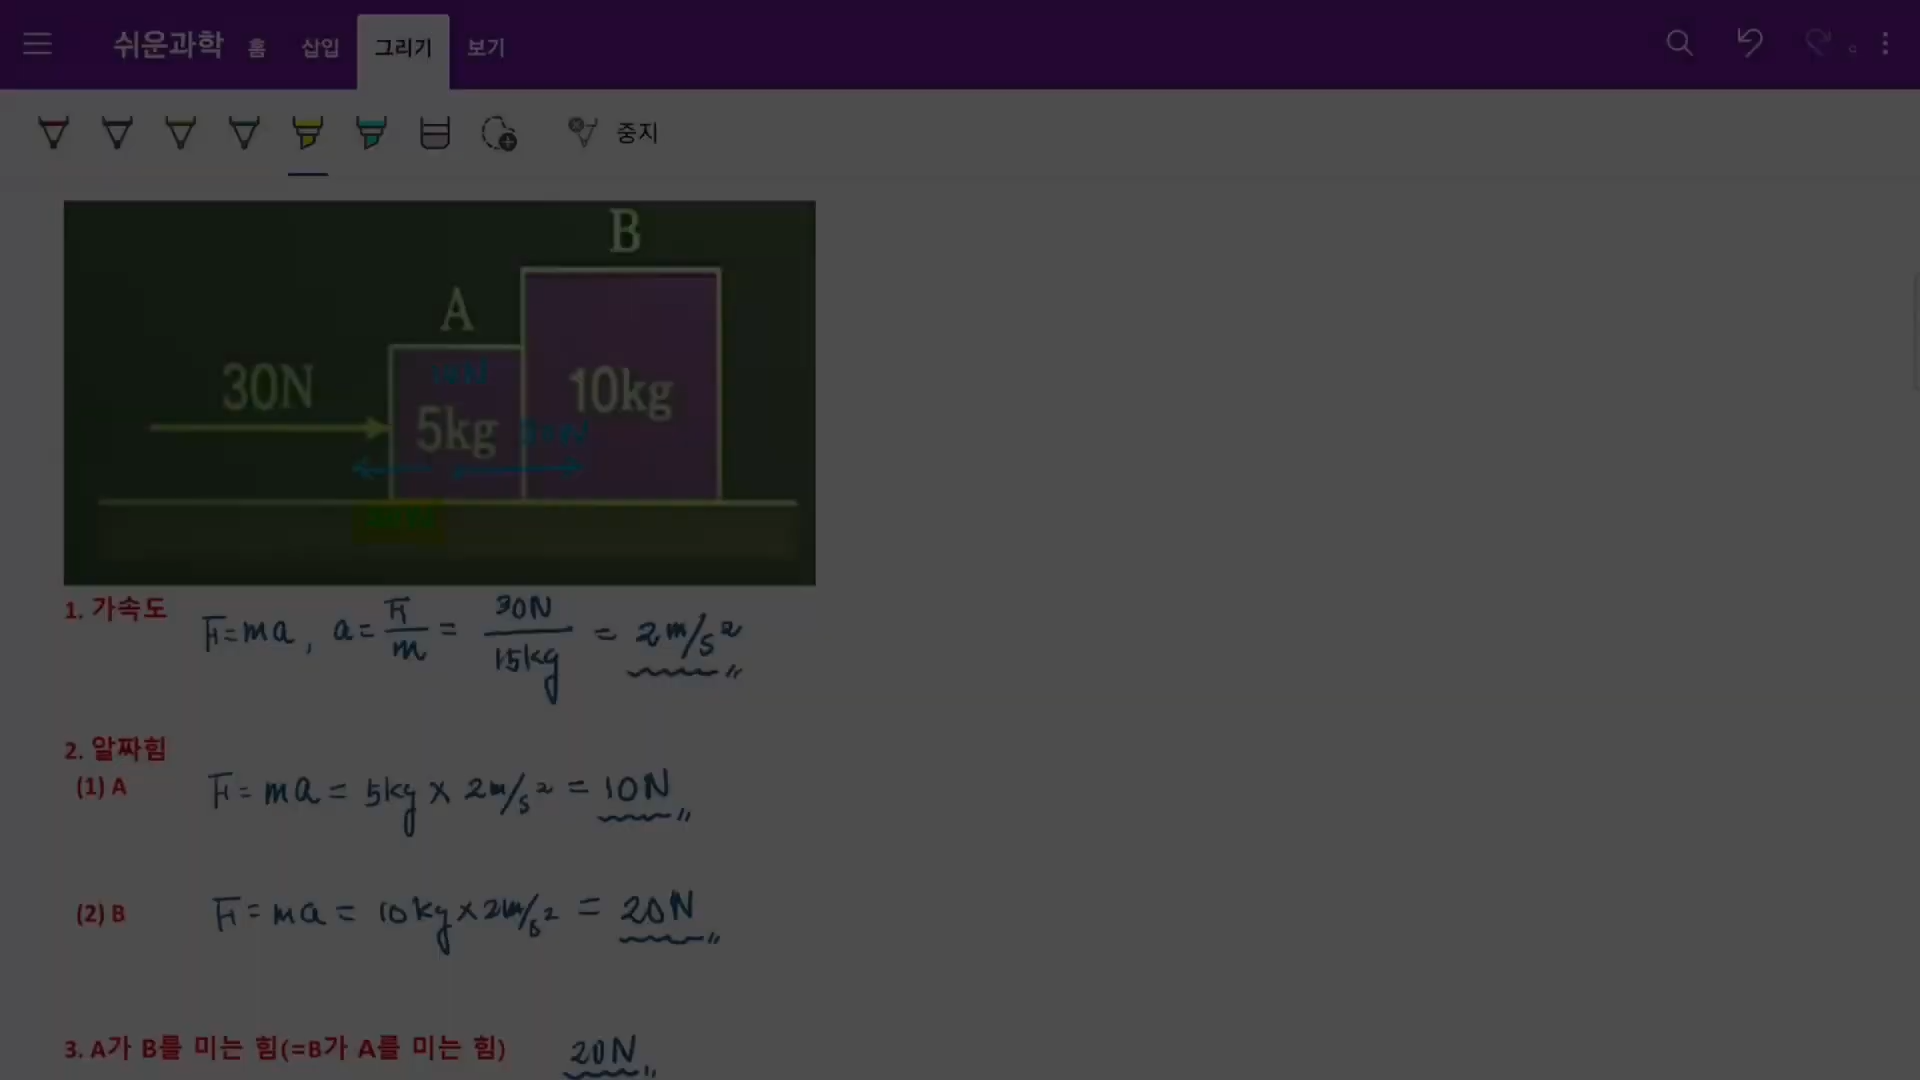 쉬운과학 홈 삽입 그리기 보기
중지
B
A
30N
10N
10kg
5kg
1. 가속도 F=ma, a=F/m = 30N/15kg = 2m/s²
2. 알짜힘
(1) A F=ma=5kg×2m/s²=10N
(2) B F=ma=10kg×2m/s²=20N
3. A가 B를 미는 힘(=B가 A를 미는 힘) 20N